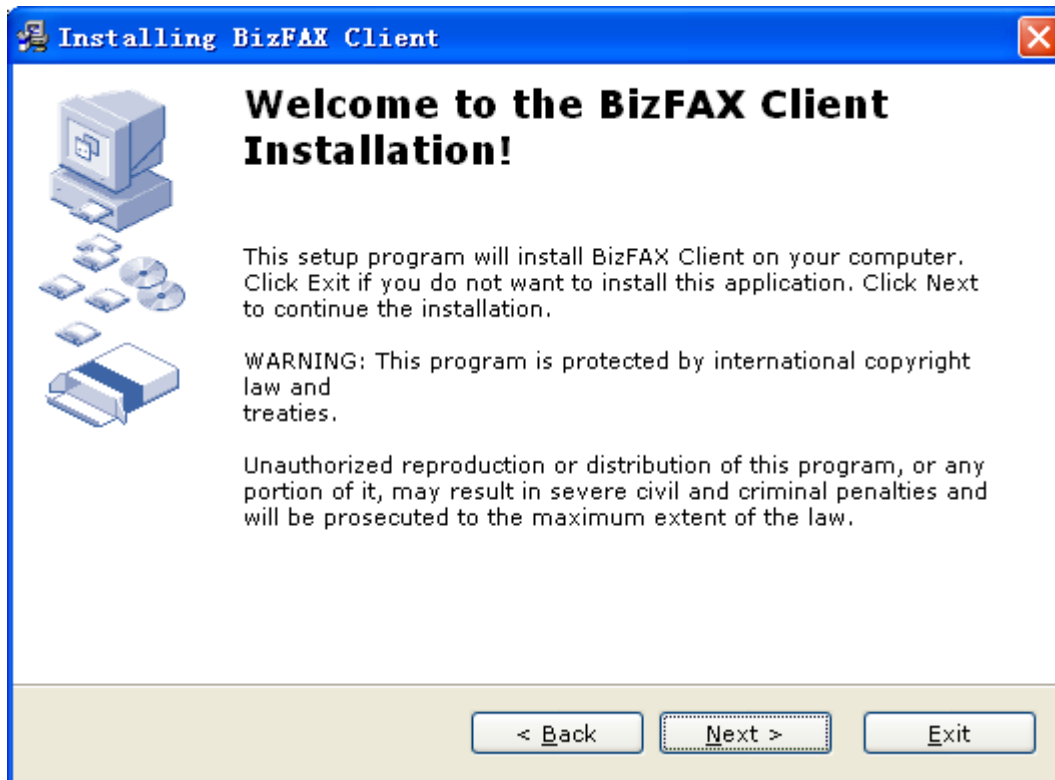 Installing BizFAX Client
Welcome to the BizFAX Client
Installation!
This setup program will install BizFAX Client on your computer.
Click Exit if you do not want to install this application. Click Next
to continue the installation.
WARNING: This program is protected by international copyright
law and
treaties.
Unauthorized reproduction or distribution of this program, or any
portion of it, may result in severe civil and criminal penalties and
will be prosecuted to the maximum extent of the law.
< Back Next > Exit